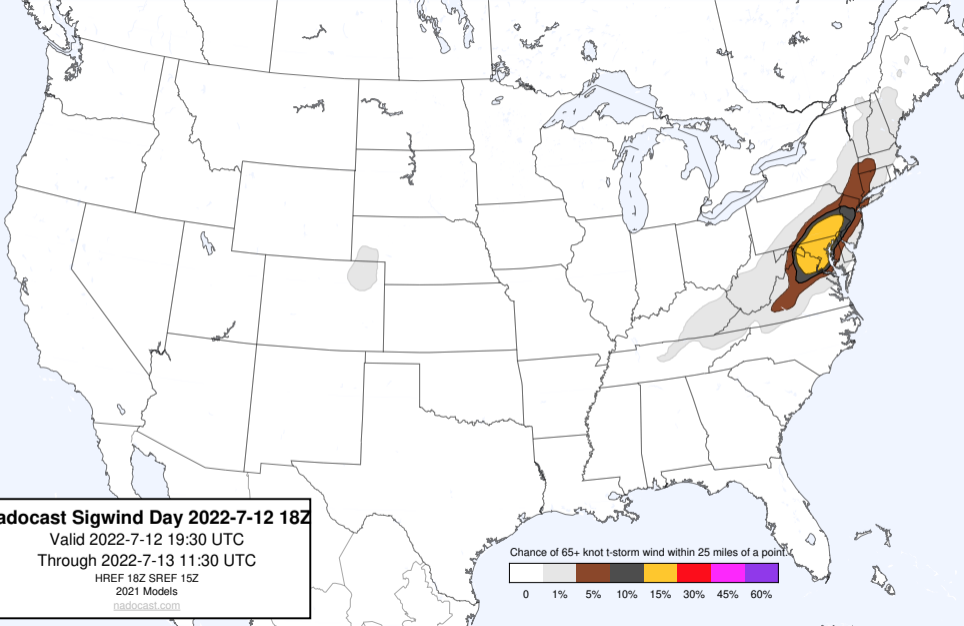 adocast Sigwind Day 2022-7-12 18Z
Valid 2022-7-12 19:30 UTC
Through 2022-7-13 11:30 UTC
HREF 18Z SREF 15Z
2021 Models
nadocast.com
Chance of 65+ knot t-storm wind within 25 miles of a point.
0 1% 5% 10% 15% 30% 45% 60%